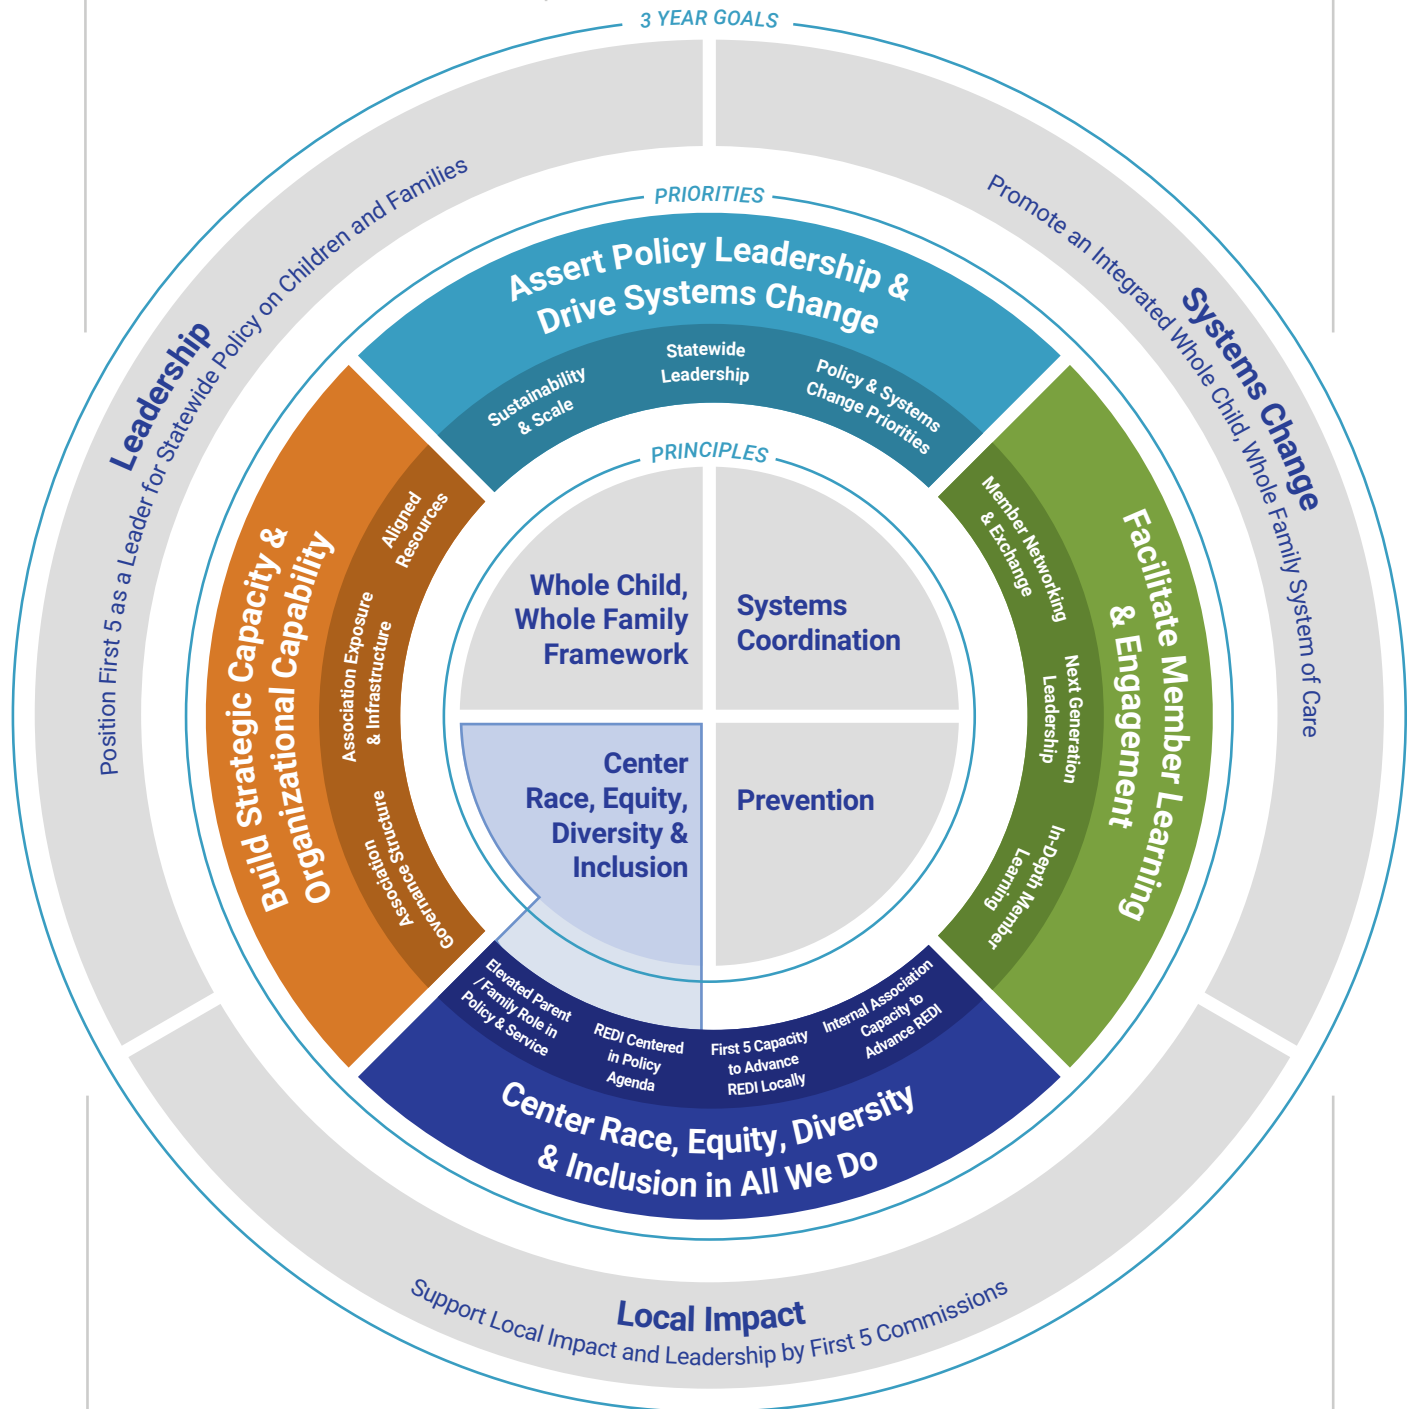 3 YEAR GOALS
Leadership
Position First 5 as a Leader for Statewide Policy on Children and Families
Systems Change
Promote an Integrated Whole Child, Whole Family System of Care
Local Impact
Support Local Impact and Leadership by First 5 Commissions
PRIORITIES
Assert Policy Leadership &
Drive Systems Change
Sustainability
& Scale
Statewide
Leadership
Policy & Systems
Change Priorities
Facilitate Member Learning
& Engagement
Member Networking
& Exchange
Next Generation
Leadership
In-Depth Member
Learning
Center Race, Equity, Diversity
& Inclusion in All We Do
Elevated Parent
/Family Role in
Policy & Service
REDI Centered
in Policy
Agenda
First 5 Capacity
to Advance
REDI Locally
Internal Association
Capacity to
Advance REDI
Build Strategic Capacity &
Organizational Capability
Aligned
Resources
Association Exposure
& Infrastructure
Association
Governance Structure
PRINCIPLES
Whole Child,
Whole Family
Framework
Systems
Coordination
Center
Race, Equity,
Diversity &
Inclusion
Prevention